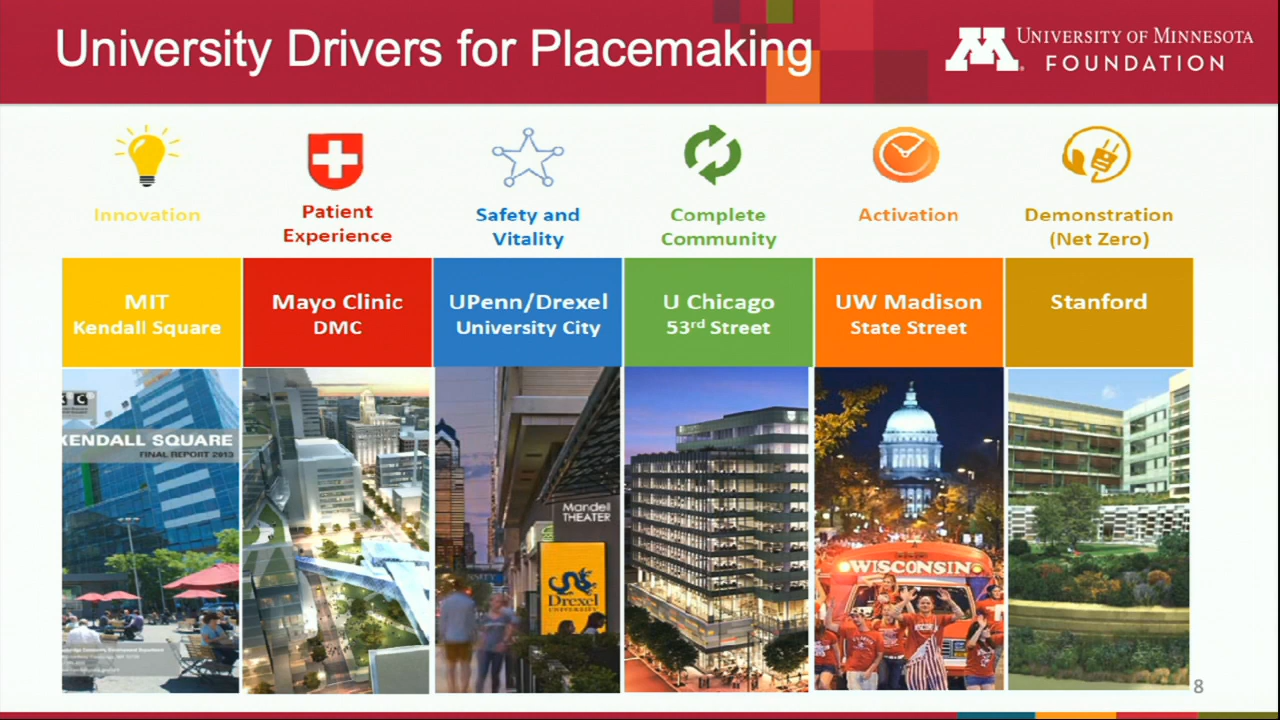 University Drivers for Placemaking
UNIVERSITY OF MINNESOTA
FOUNDATION
Innovation
Patient
Experience
Safety and
Vitality
Complete
Community
Activation
Demonstration
(Net Zero)
MIT
Kendall Square
Mayo Clinic
DMC
UPenn/Drexel
University City
U Chicago
53rd Street
UW Madison
State Street
Stanford
KENDALL SQUARE
FINAL REPORT 2013
Mandell
THEATER
Drexel
UNIVERSITY
WISCONSIN
8